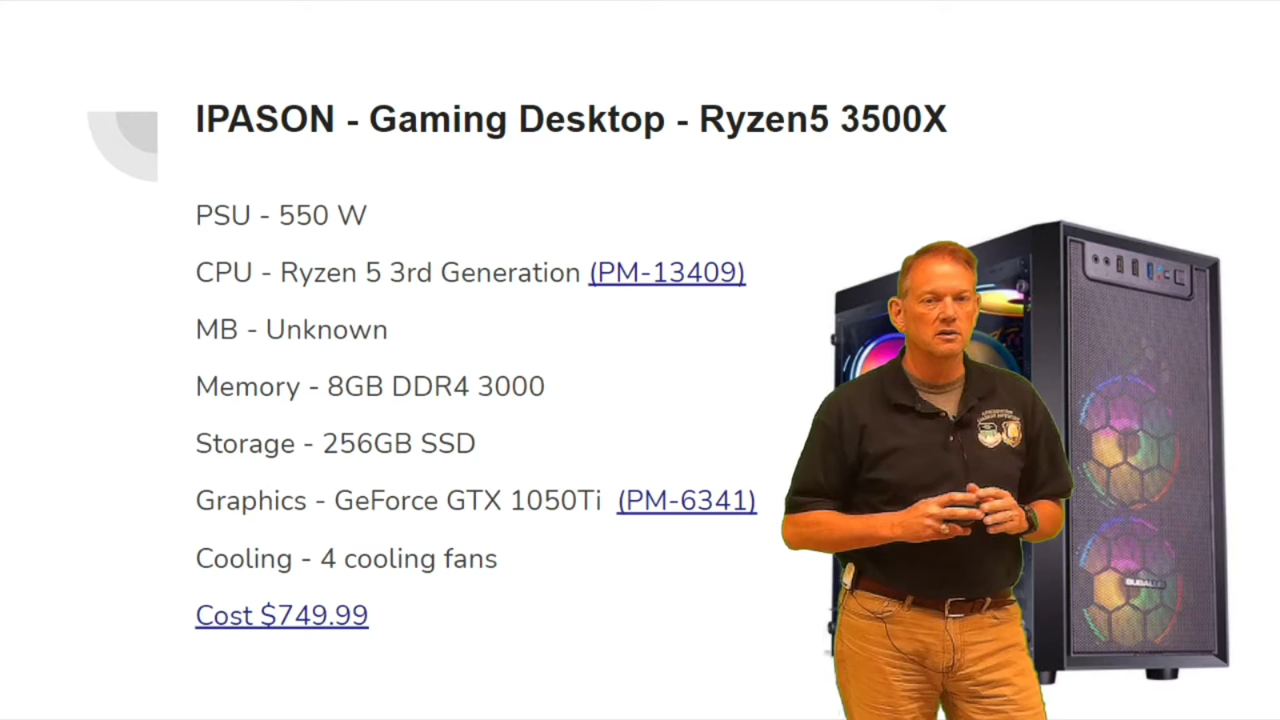 IPASON - Gaming Desktop - Ryzen5 3500X
PSU - 550 W
CPU - Ryzen 5 3rd Generation (PM-13409)
MB - Unknown
Memory - 8GB DDR4 3000
Storage - 256GB SSD
Graphics - GeForce GTX 1050Ti (PM-6341)
Cooling - 4 cooling fans
Cost $749.99